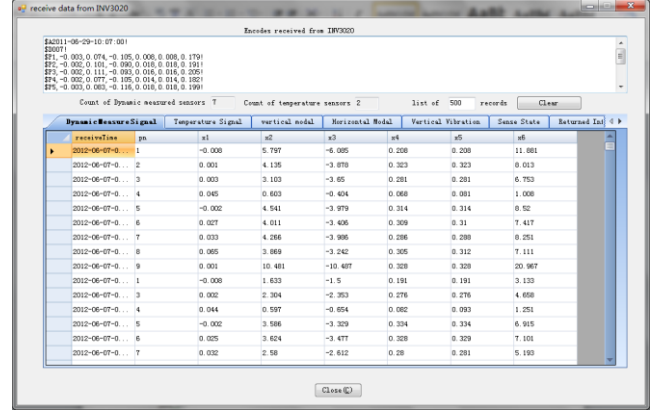 receive data from INV3020
Encodes received from INV3020
$A2011-06-29-10:07:00!
$D007!
$P1,-0.003,0.074,-0.105,0.008,0.008,0.179!
$P2,-0.002,0.101,-0.090,0.018,0.018,0.191!
$P3,-0.002,0.111,-0.093,0.016,0.016,0.205!
$P4,-0.002,0.077,-0.105,0.014,0.014,0.182!
$P5,-0.003,0.083,-0.116,0.018,0.018,0.199!
Count of Dynamic measured sensors 7 Count of temperature sensors 2 list of 500 records Clear
DynamicMeasureSignal Temperature Signal vertical modal Horizontal Modal Vertical Vibration Sense State Returned Int
receiveTime pn x1 x2 x3 x4 x5 x6
2012-06-07-0... 1 -0.008 5.797 -6.085 0.208 0.208 11.881
2012-06-07-0... 2 0.001 4.135 -3.878 0.323 0.323 8.013
2012-06-07-0... 3 0.003 3.103 -3.65 0.281 0.281 6.753
2012-06-07-0... 4 0.045 0.603 -0.404 0.068 0.081 1.008
2012-06-07-0... 5 -0.002 4.541 -3.979 0.314 0.314 8.52
2012-06-07-0... 6 0.027 4.011 -3.406 0.309 0.31 7.417
2012-06-07-0... 7 0.033 4.266 -3.986 0.286 0.288 8.251
2012-06-07-0... 8 0.065 3.869 -3.242 0.305 0.312 7.111
2012-06-07-0... 9 0.001 10.481 -10.487 0.328 0.328 20.967
2012-06-07-0... 1 -0.008 1.633 -1.5 0.191 0.191 3.133
2012-06-07-0... 3 0.002 2.304 -2.353 0.276 0.276 4.658
2012-06-07-0... 4 0.044 0.597 -0.654 0.082 0.093 1.251
2012-06-07-0... 5 -0.002 3.586 -3.329 0.334 0.334 6.915
2012-06-07-0... 6 0.025 3.624 -3.477 0.328 0.329 7.101
2012-06-07-0... 7 0.032 2.58 -2.612 0.28 0.281 5.193
Close(C)